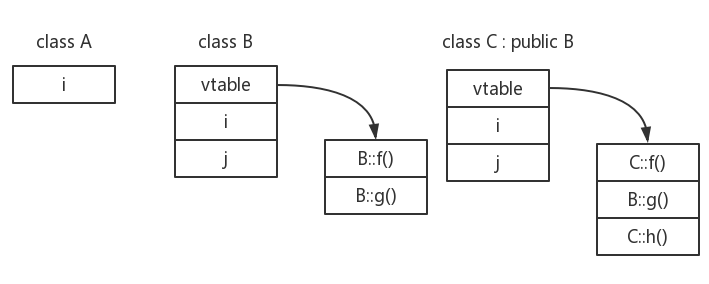 class A
i
class B
vtable
i
j
B::f()
B::g()
class C : public B
vtable
i
j
C::f()
B::g()
C::h()